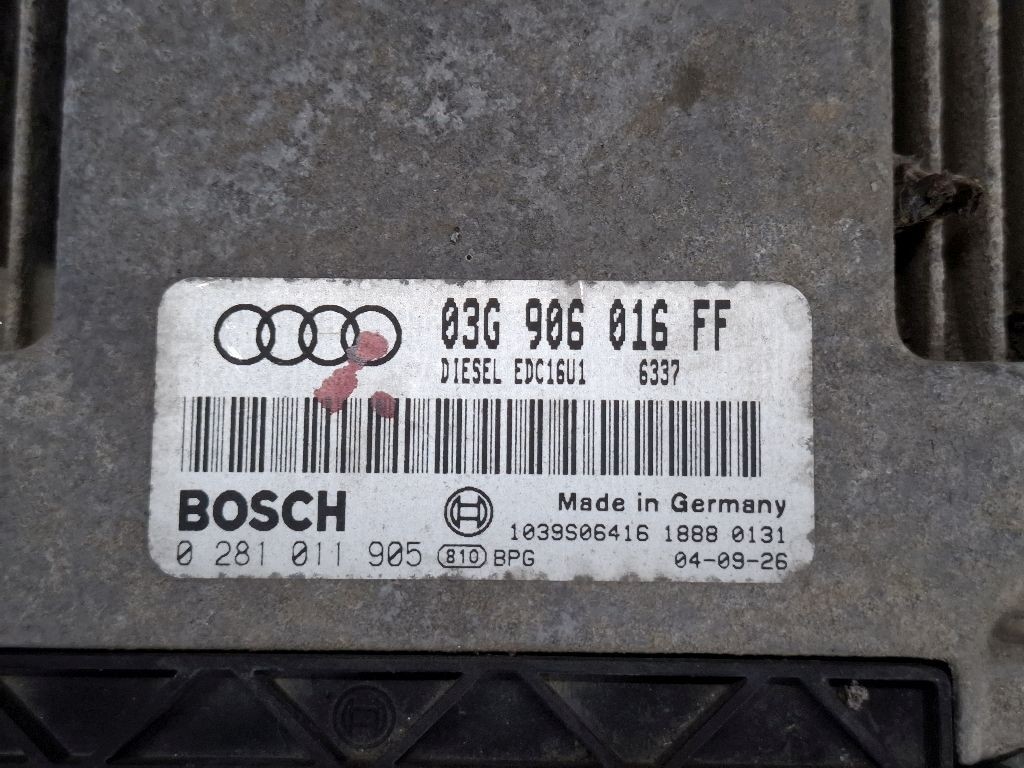 03G 906 016 FF
DIESEL EDC16U1 6337
BOSCH
Made in Germany
1039S06416 1888 0131
0 281 011 905 810 BPG 04-09-26